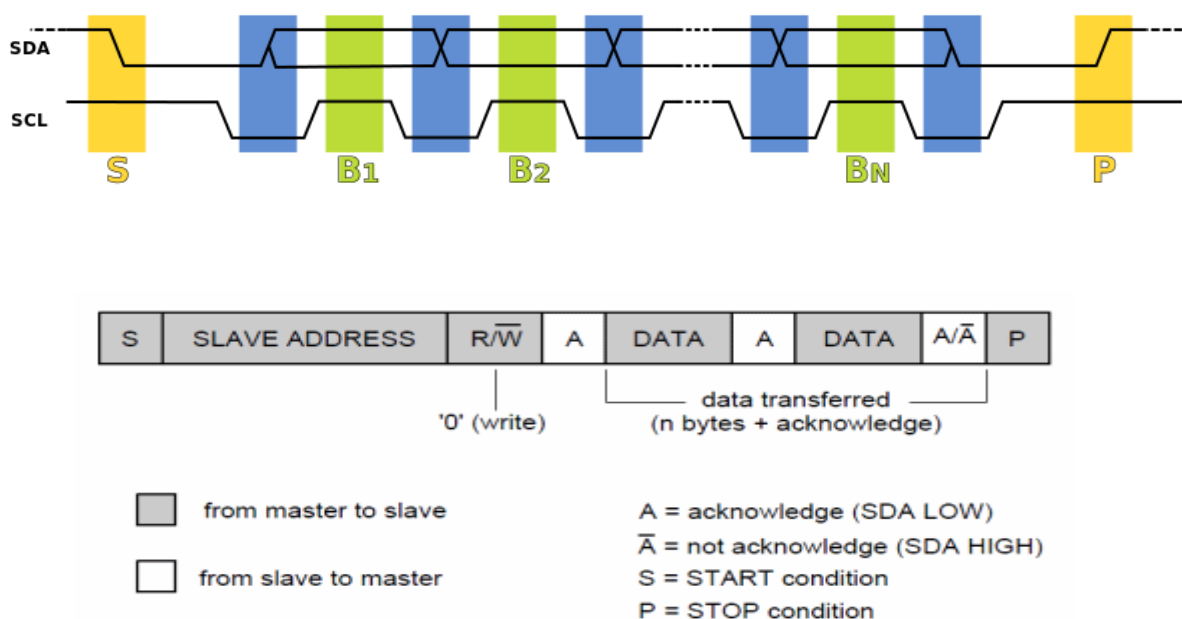 SDA
SCL
S B1 B2 BN P
S SLAVE ADDRESS R/W̅ A DATA A DATA A/A̅ P
'0' (write)
data transferred
(n bytes + acknowledge)
from master to slave
from slave to master
A = acknowledge (SDA LOW)
A̅ = not acknowledge (SDA HIGH)
S = START condition
P = STOP condition